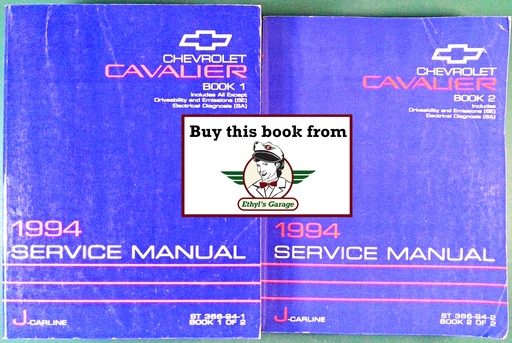 CHEVROLET
CAVALIER
BOOK 1
Includes All Except
Driveability and Emissions (6E)
Electrical Diagnosis (8A)
1994
SERVICE MANUAL
J-CARLINE
ST 366-94-1
BOOK 1 OF 2
CHEVROLET
CAVALIER
BOOK 2
Includes
Driveability and Emissions (6E)
Electrical Diagnosis (8A)
1994
SERVICE MANUAL
J-CARLINE
ST 366-94-2
BOOK 2 OF 2
Buy this book from
Ethyl's Garage